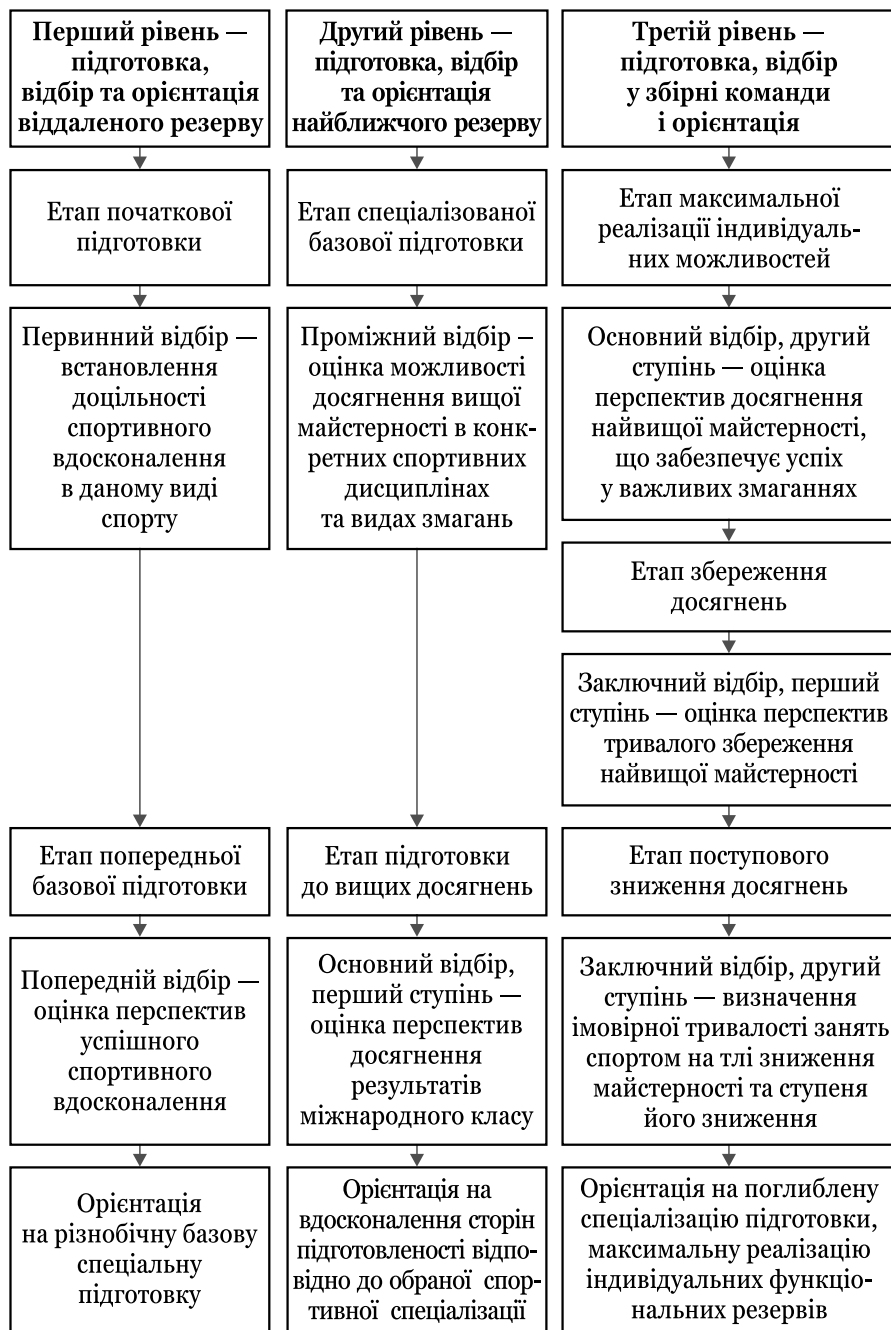 Перший рівень —
підготовка,
відбір та орієнтація
віддаленого резерву
Етап початкової
підготовки
Первинний відбір —
встановлення
доцільності
спортивного
вдосконалення
в даному виді
спорту
Етап попередньої
базової підготовки
Попередній відбір —
оцінка перспектив
успішного
спортивного
вдосконалення
Орієнтація
на різнобічну базову
спеціальну
підготовку
Другий рівень —
підготовка, відбір
та орієнтація
найближчого резерву
Етап спеціалізованої
базової підготовки
Проміжний відбір –
оцінка можливості
досягнення вищої
майстерності в конк-
ретних спортивних
дисциплінах
та видах змагань
Етап підготовки
до вищих досягнень
Основний відбір,
перший ступінь —
оцінка перспектив
досягнення
результатів
міжнародного класу
Орієнтація на
вдосконалення сторін
підготовленості відпо-
відно до обраної спор-
тивної спеціалізації
Третій рівень —
підготовка, відбір
у збірні команди
і орієнтація
Етап максимальної
реалізації індивідуаль-
них можливостей
Основний відбір, другий
ступінь — оцінка
перспектив досягнення
найвищої майстерності,
що забезпечує успіх
у важливих змаганнях
Етап збереження
досягнень
Заключний відбір, перший
ступінь — оцінка перспектив
тривалого збереження
найвищої майстерності
Етап поступового
зниження досягнень
Заключний відбір, другий
ступінь — визначення
імовірної тривалості занять
спортом на тлі зниження
майстерності та ступеня
його зниження
Орієнтація на поглиблену
спеціалізацію підготовки,
максимальну реалізацію
індивідуальних функціо-
нальних резервів